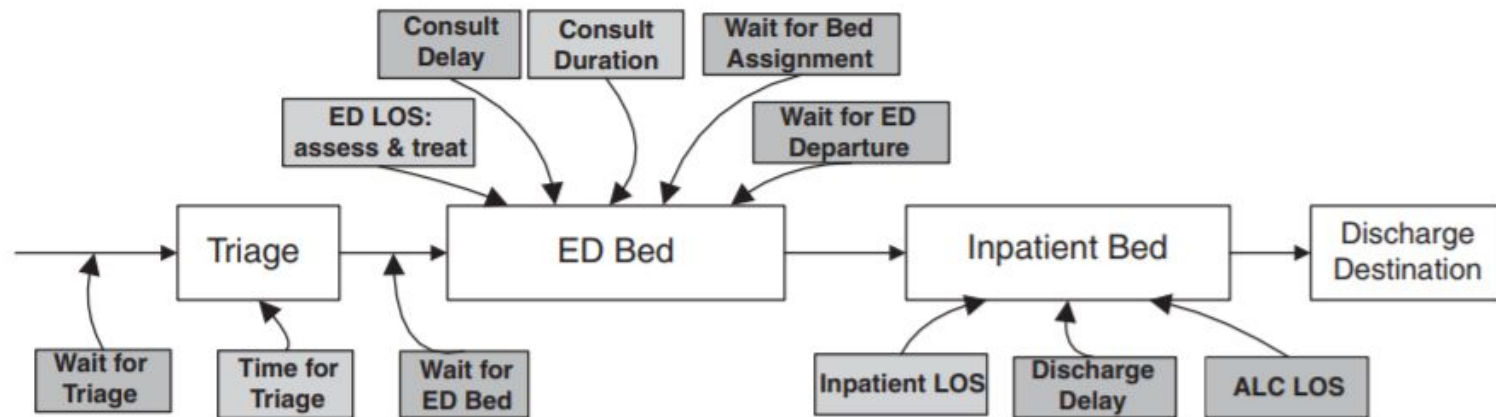 Consult
Delay
Consult
Duration
Wait for Bed
Assignment
ED LOS:
assess & treat
Wait for ED
Departure
Triage
ED Bed
Inpatient Bed
Discharge
Destination
Wait for
Triage
Time for
Triage
Wait for
ED Bed
Inpatient LOS
Discharge
Delay
ALC LOS